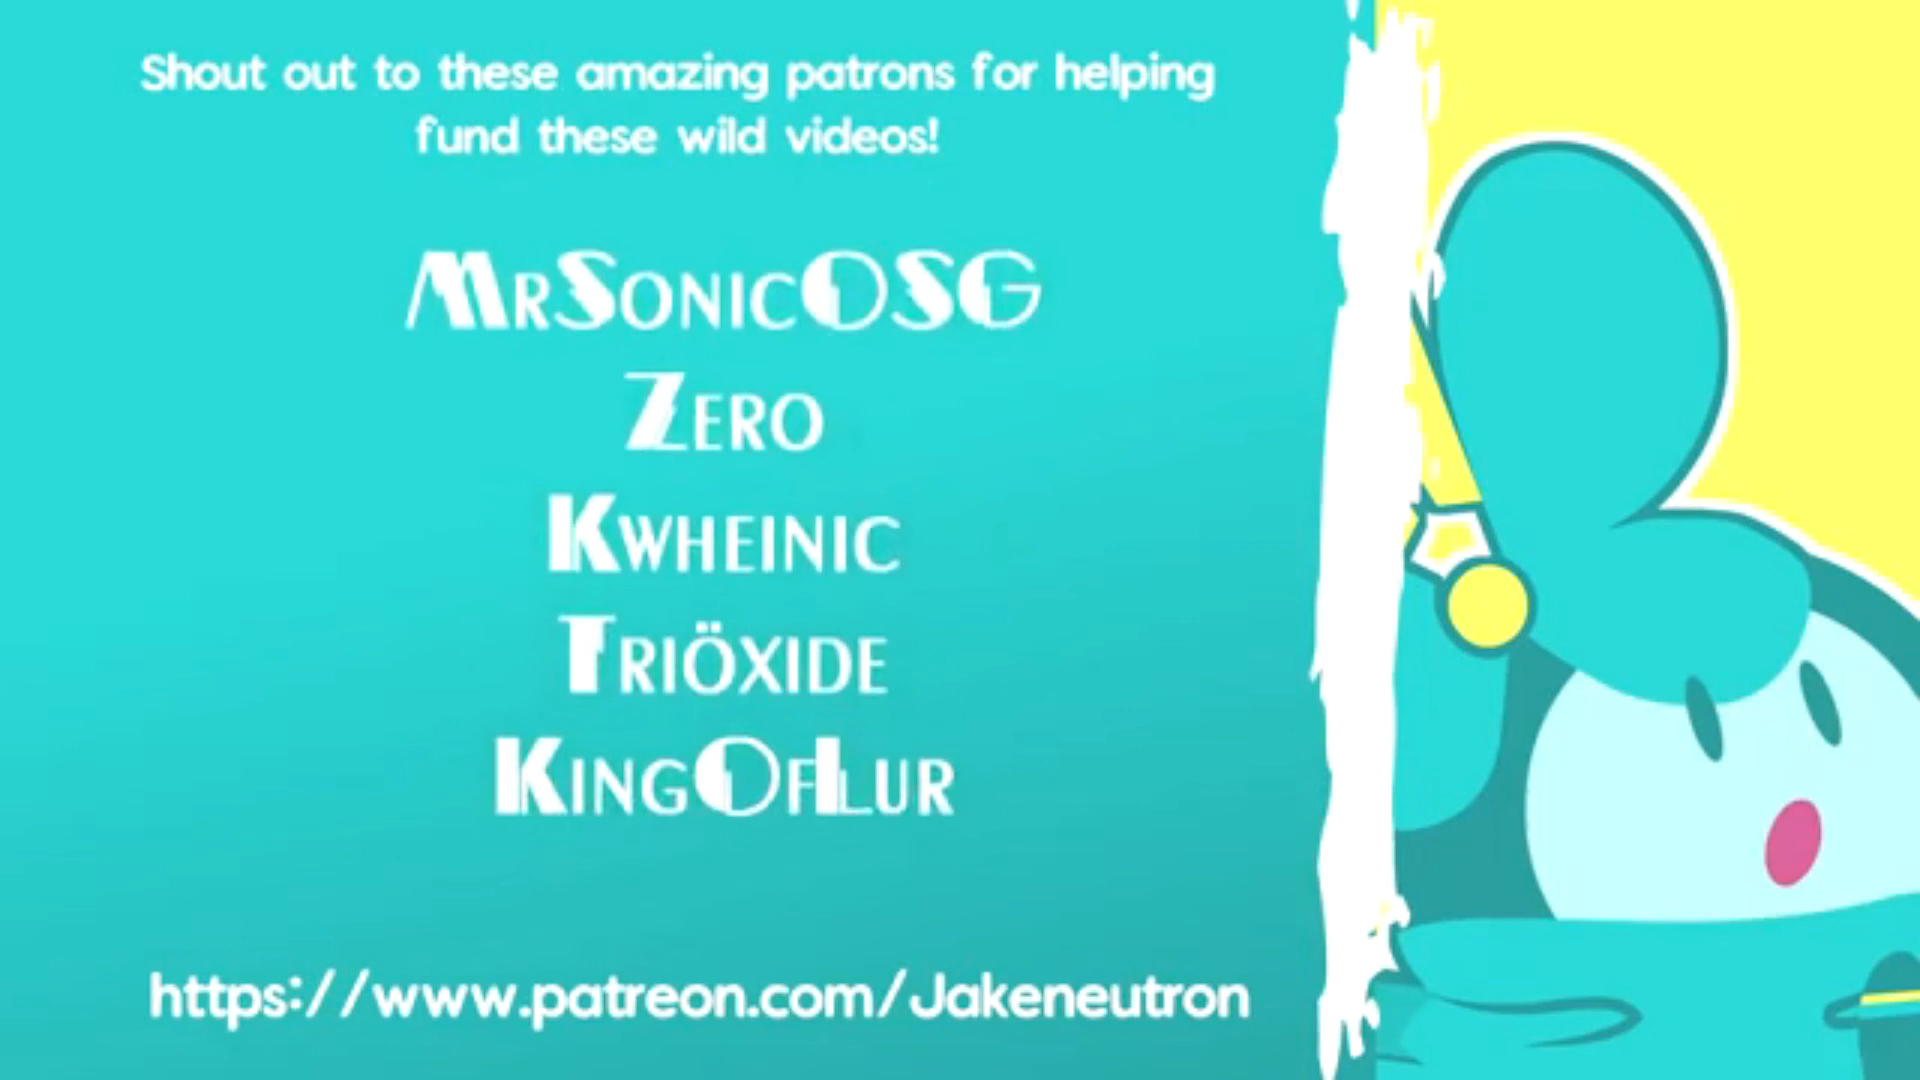 Shout out to these amazing patrons for helping
fund these wild videos!
MrSonicOSG
Zero
Kwheinic
Triöxide
KingOfLur
https://www.patreon.com/Jakeneutron